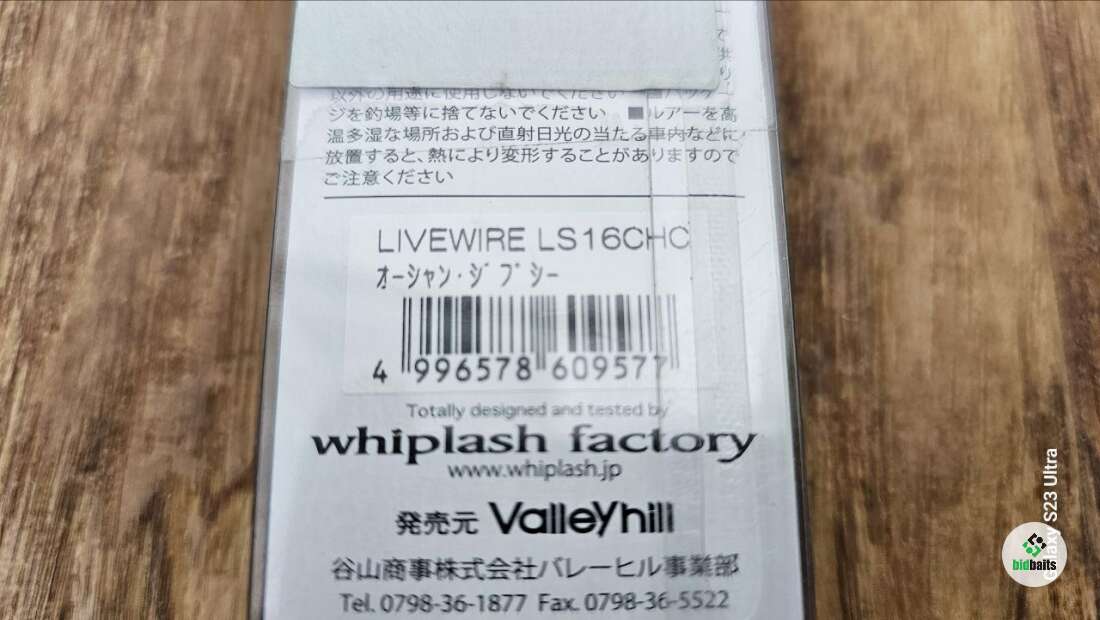 以外の用途に使用しないでください ■パッケー
ジを釣場等に捨てないでください ■ルアーを高
温多湿な場所および直射日光の当たる車内などに
放置すると、熱により変形することがありますので
ご注意ください
LIVEWIRE LS16CHC
オーシャン・ジプシー
4 996578 609577
Totally designed and tested by
whiplash factory
www.whiplash.jp
発売元 Valleyhill
谷山商事株式会社バレーヒル事業部
Tel. 0798-36-1877 Fax. 0798-36-5522
Galaxy S23 Ultra
bidbaits